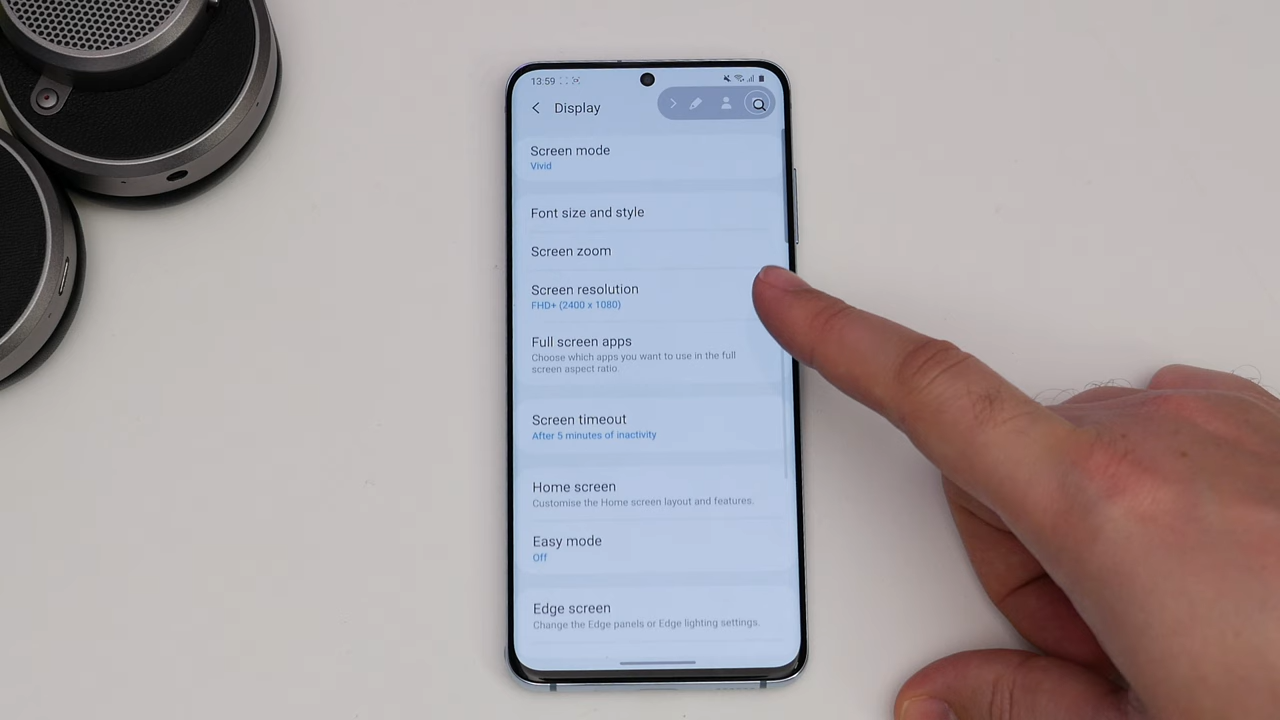 13:59
Display
Screen mode
Vivid
Font size and style
Screen zoom
Screen resolution
FHD+ (2400 x 1080)
Full screen apps
Choose which apps you want to use in the full
screen aspect ratio.
Screen timeout
After 5 minutes of inactivity
Home screen
Customise the Home screen layout and features.
Easy mode
Off
Edge screen
Change the Edge panels or Edge lighting settings.